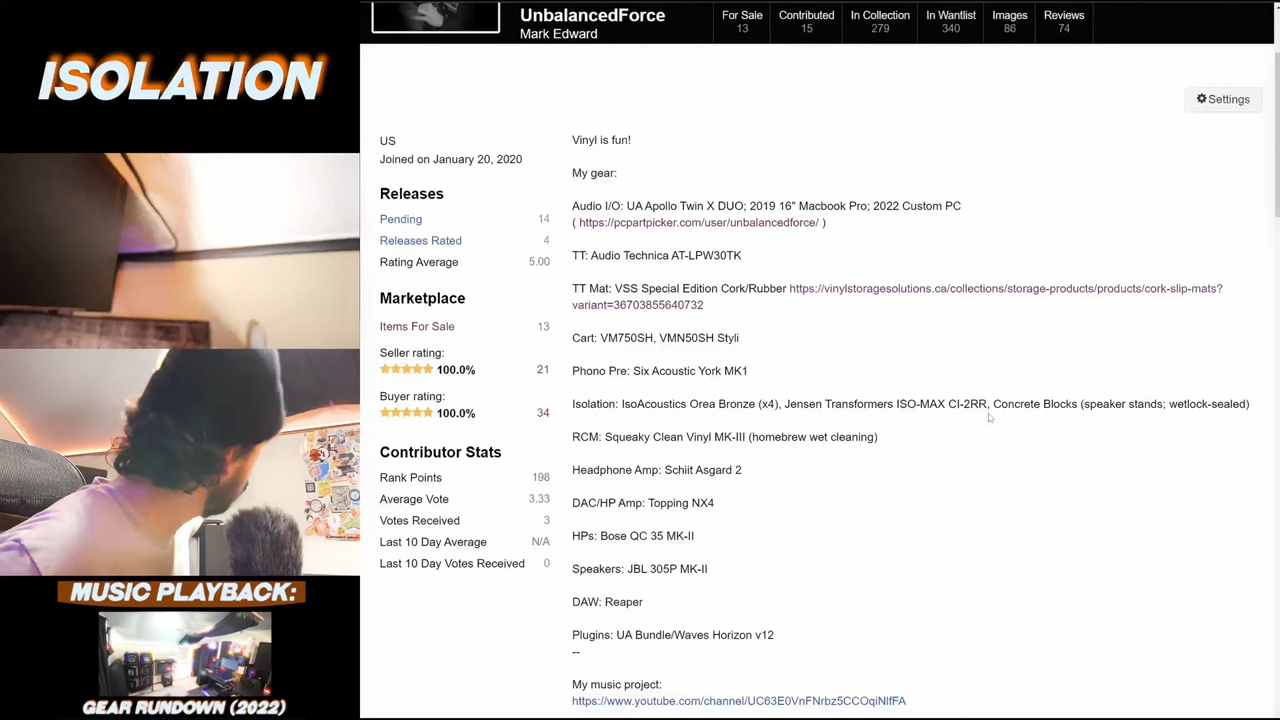 ISOLATION
MUSIC PLAYBACK:
GEAR RUNDOWN (2022)
UnbalancedForce
Mark Edward
For Sale
13
Contributed
15
In Collection
279
In Wantlist
340
Images
86
Reviews
74
Settings
US
Joined on January 20, 2020
Releases
Pending 14
Releases Rated 4
Rating Average 5.00
Marketplace
Items For Sale 13
Seller rating:
100.0% 21
Buyer rating:
100.0% 34
Contributor Stats
Rank Points 198
Average Vote 3.33
Votes Received 3
Last 10 Day Average N/A
Last 10 Day Votes Received 0
Vinyl is fun!
My gear:
Audio I/O: UA Apollo Twin X DUO; 2019 16" Macbook Pro; 2022 Custom PC
( https://pcpartpicker.com/user/unbalancedforce/ )
TT: Audio Technica AT-LPW30TK
TT Mat: VSS Special Edition Cork/Rubber https://vinylstoragesolutions.ca/collections/storage-products/products/cork-slip-mats?
variant=36703855640732
Cart: VM750SH, VMN50SH Styli
Phono Pre: Six Acoustic York MK1
Isolation: IsoAcoustics Orea Bronze (x4), Jensen Transformers ISO-MAX CI-2RR, Concrete Blocks (speaker stands; wetlock-sealed)
RCM: Squeaky Clean Vinyl MK-III (homebrew wet cleaning)
Headphone Amp: Schiit Asgard 2
DAC/HP Amp: Topping NX4
HPs: Bose QC 35 MK-II
Speakers: JBL 305P MK-II
DAW: Reaper
Plugins: UA Bundle/Waves Horizon v12
--
My music project:
https://www.youtube.com/channel/UC63E0VnFNrbz5CCOqiNlfFA